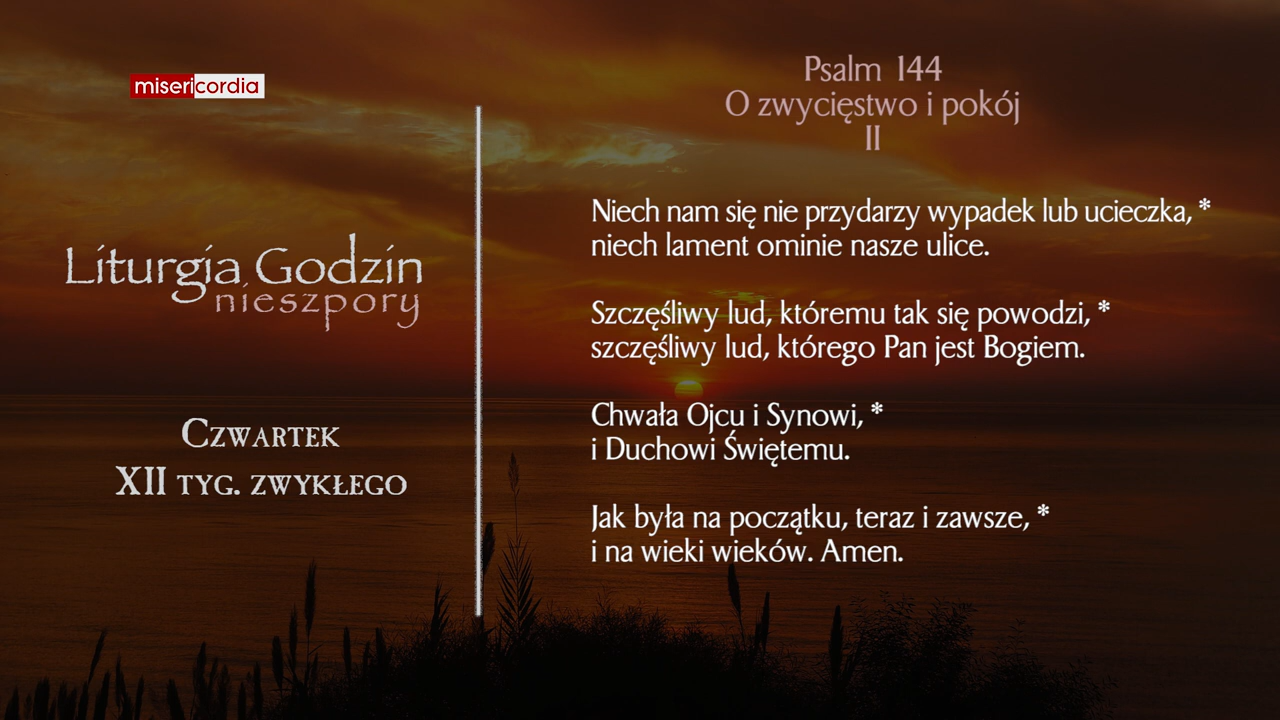 misericordia
Liturgia Godzin
nieszpory
Czwartek
XII tyg. zwykłego
Psalm 144
O zwycięstwo i pokój
II
Niech nam się nie przydarzy wypadek lub ucieczka, *
niech lament ominie nasze ulice.
Szczęśliwy lud, któremu tak się powodzi, *
szczęśliwy lud, którego Pan jest Bogiem.
Chwała Ojcu i Synowi, *
i Duchowi Świętemu.
Jak była na początku, teraz i zawsze, *
i na wieki wieków. Amen.